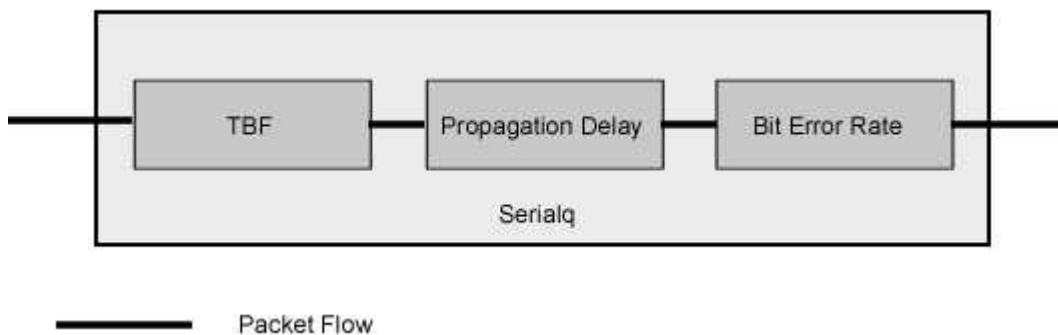 TBF
Propagation Delay
Bit Error Rate
Serialq
Packet Flow